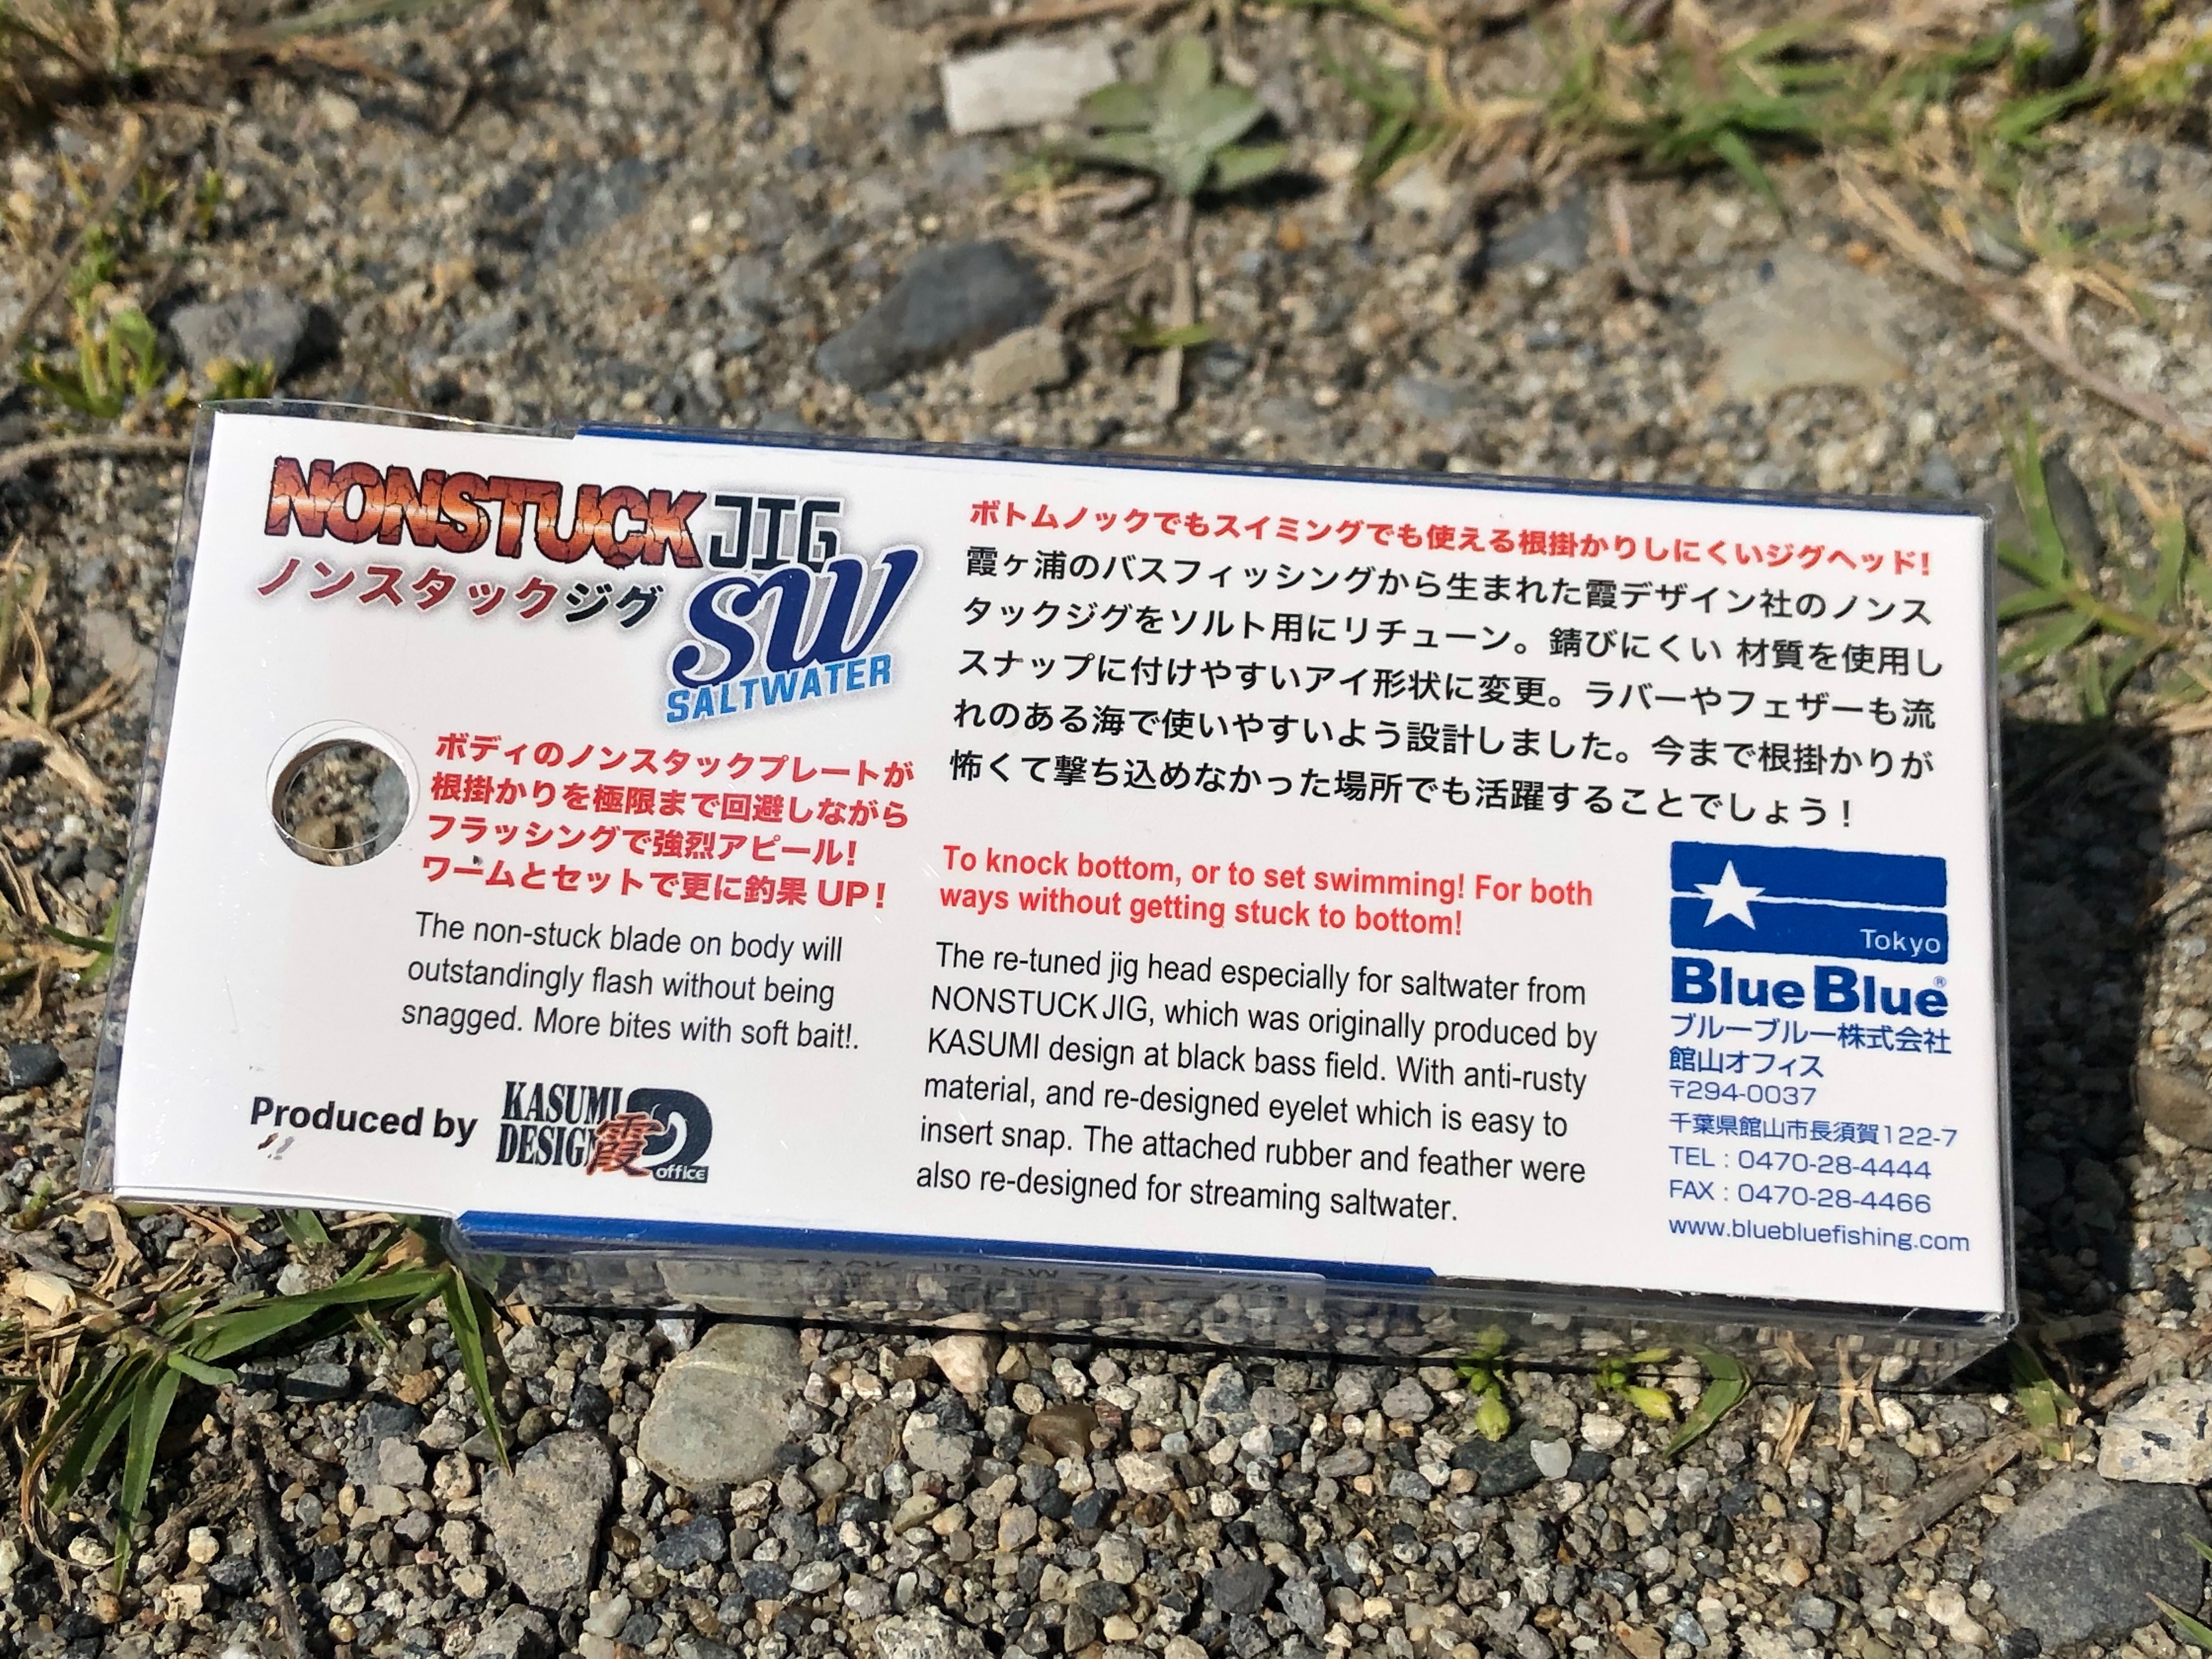 NONSTUCK JIG
ノンスタックジグ
SW
SALTWATER
ボディのノンスタックプレートが
根掛かりを極限まで回避しながら
フラッシングで強烈アピール!
ワームとセットで更に釣果 UP!
The non-stuck blade on body will
outstandingly flash without being
snagged. More bites with soft bait!.
Produced by
KASUMI
DESIGN
霞
office
ボトムノックでもスイミングでも使える根掛かりしにくいジグヘッド!
霞ヶ浦のバスフィッシングから生まれた霞デザイン社のノンス
タックジグをソルト用にリチューン。錆びにくい 材質を使用し
スナップに付けやすいアイ形状に変更。ラバーやフェザーも流
れのある海で使いやすいよう設計しました。今まで根掛かりが
怖くて撃ち込めなかった場所でも活躍することでしょう!
To knock bottom, or to set swimming! For both
ways without getting stuck to bottom!
The re-tuned jig head especially for saltwater from
NONSTUCK JIG, which was originally produced by
KASUMI design at black bass field. With anti-rusty
material, and re-designed eyelet which is easy to
insert snap. The attached rubber and feather were
also re-designed for streaming saltwater.
Tokyo
BlueBlue®
ブルーブルー株式会社
館山オフィス
〒294-0037
千葉県館山市長須賀122-7
TEL : 0470-28-4444
FAX : 0470-28-4466
www.bluebluefishing.com